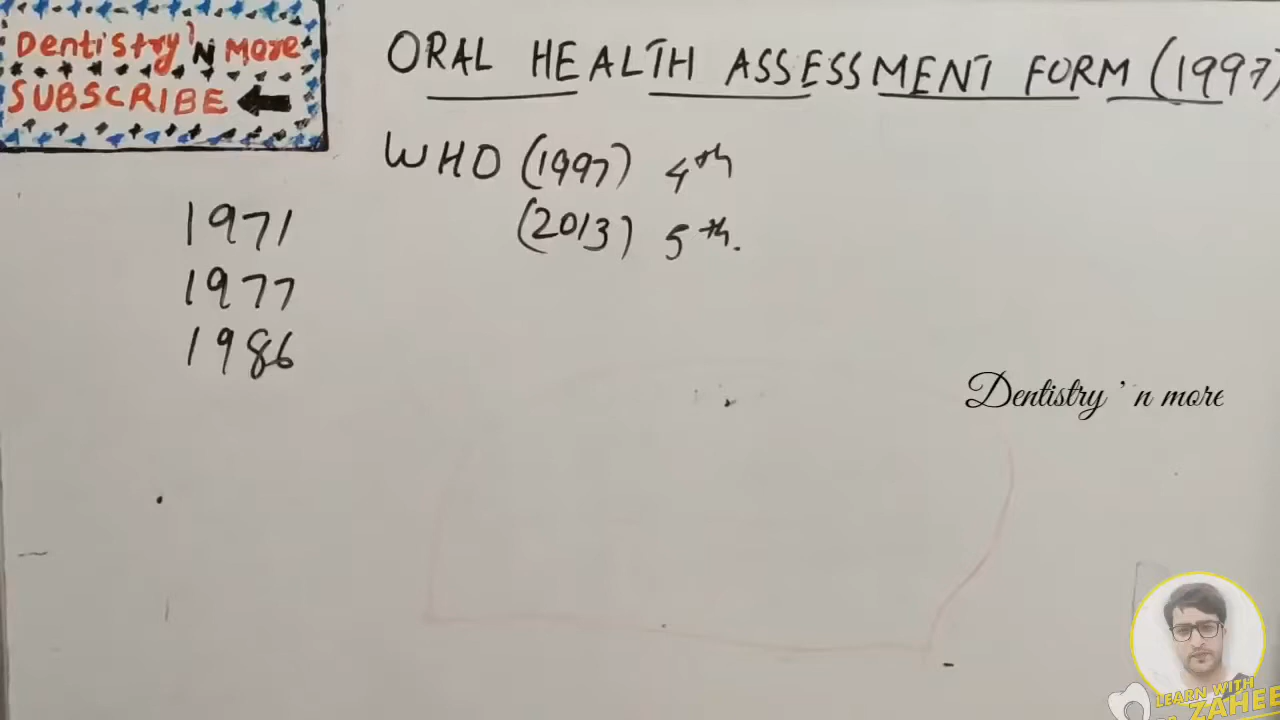 Dentistry'N More
SUBSCRIBE
ORAL HEALTH ASSESSMENT FORM (1997)
WHO (1997) 4th
(2013) 5th.
1971
1977
1986
Dentistry 'n more
LEARN WITH
ZAHEE